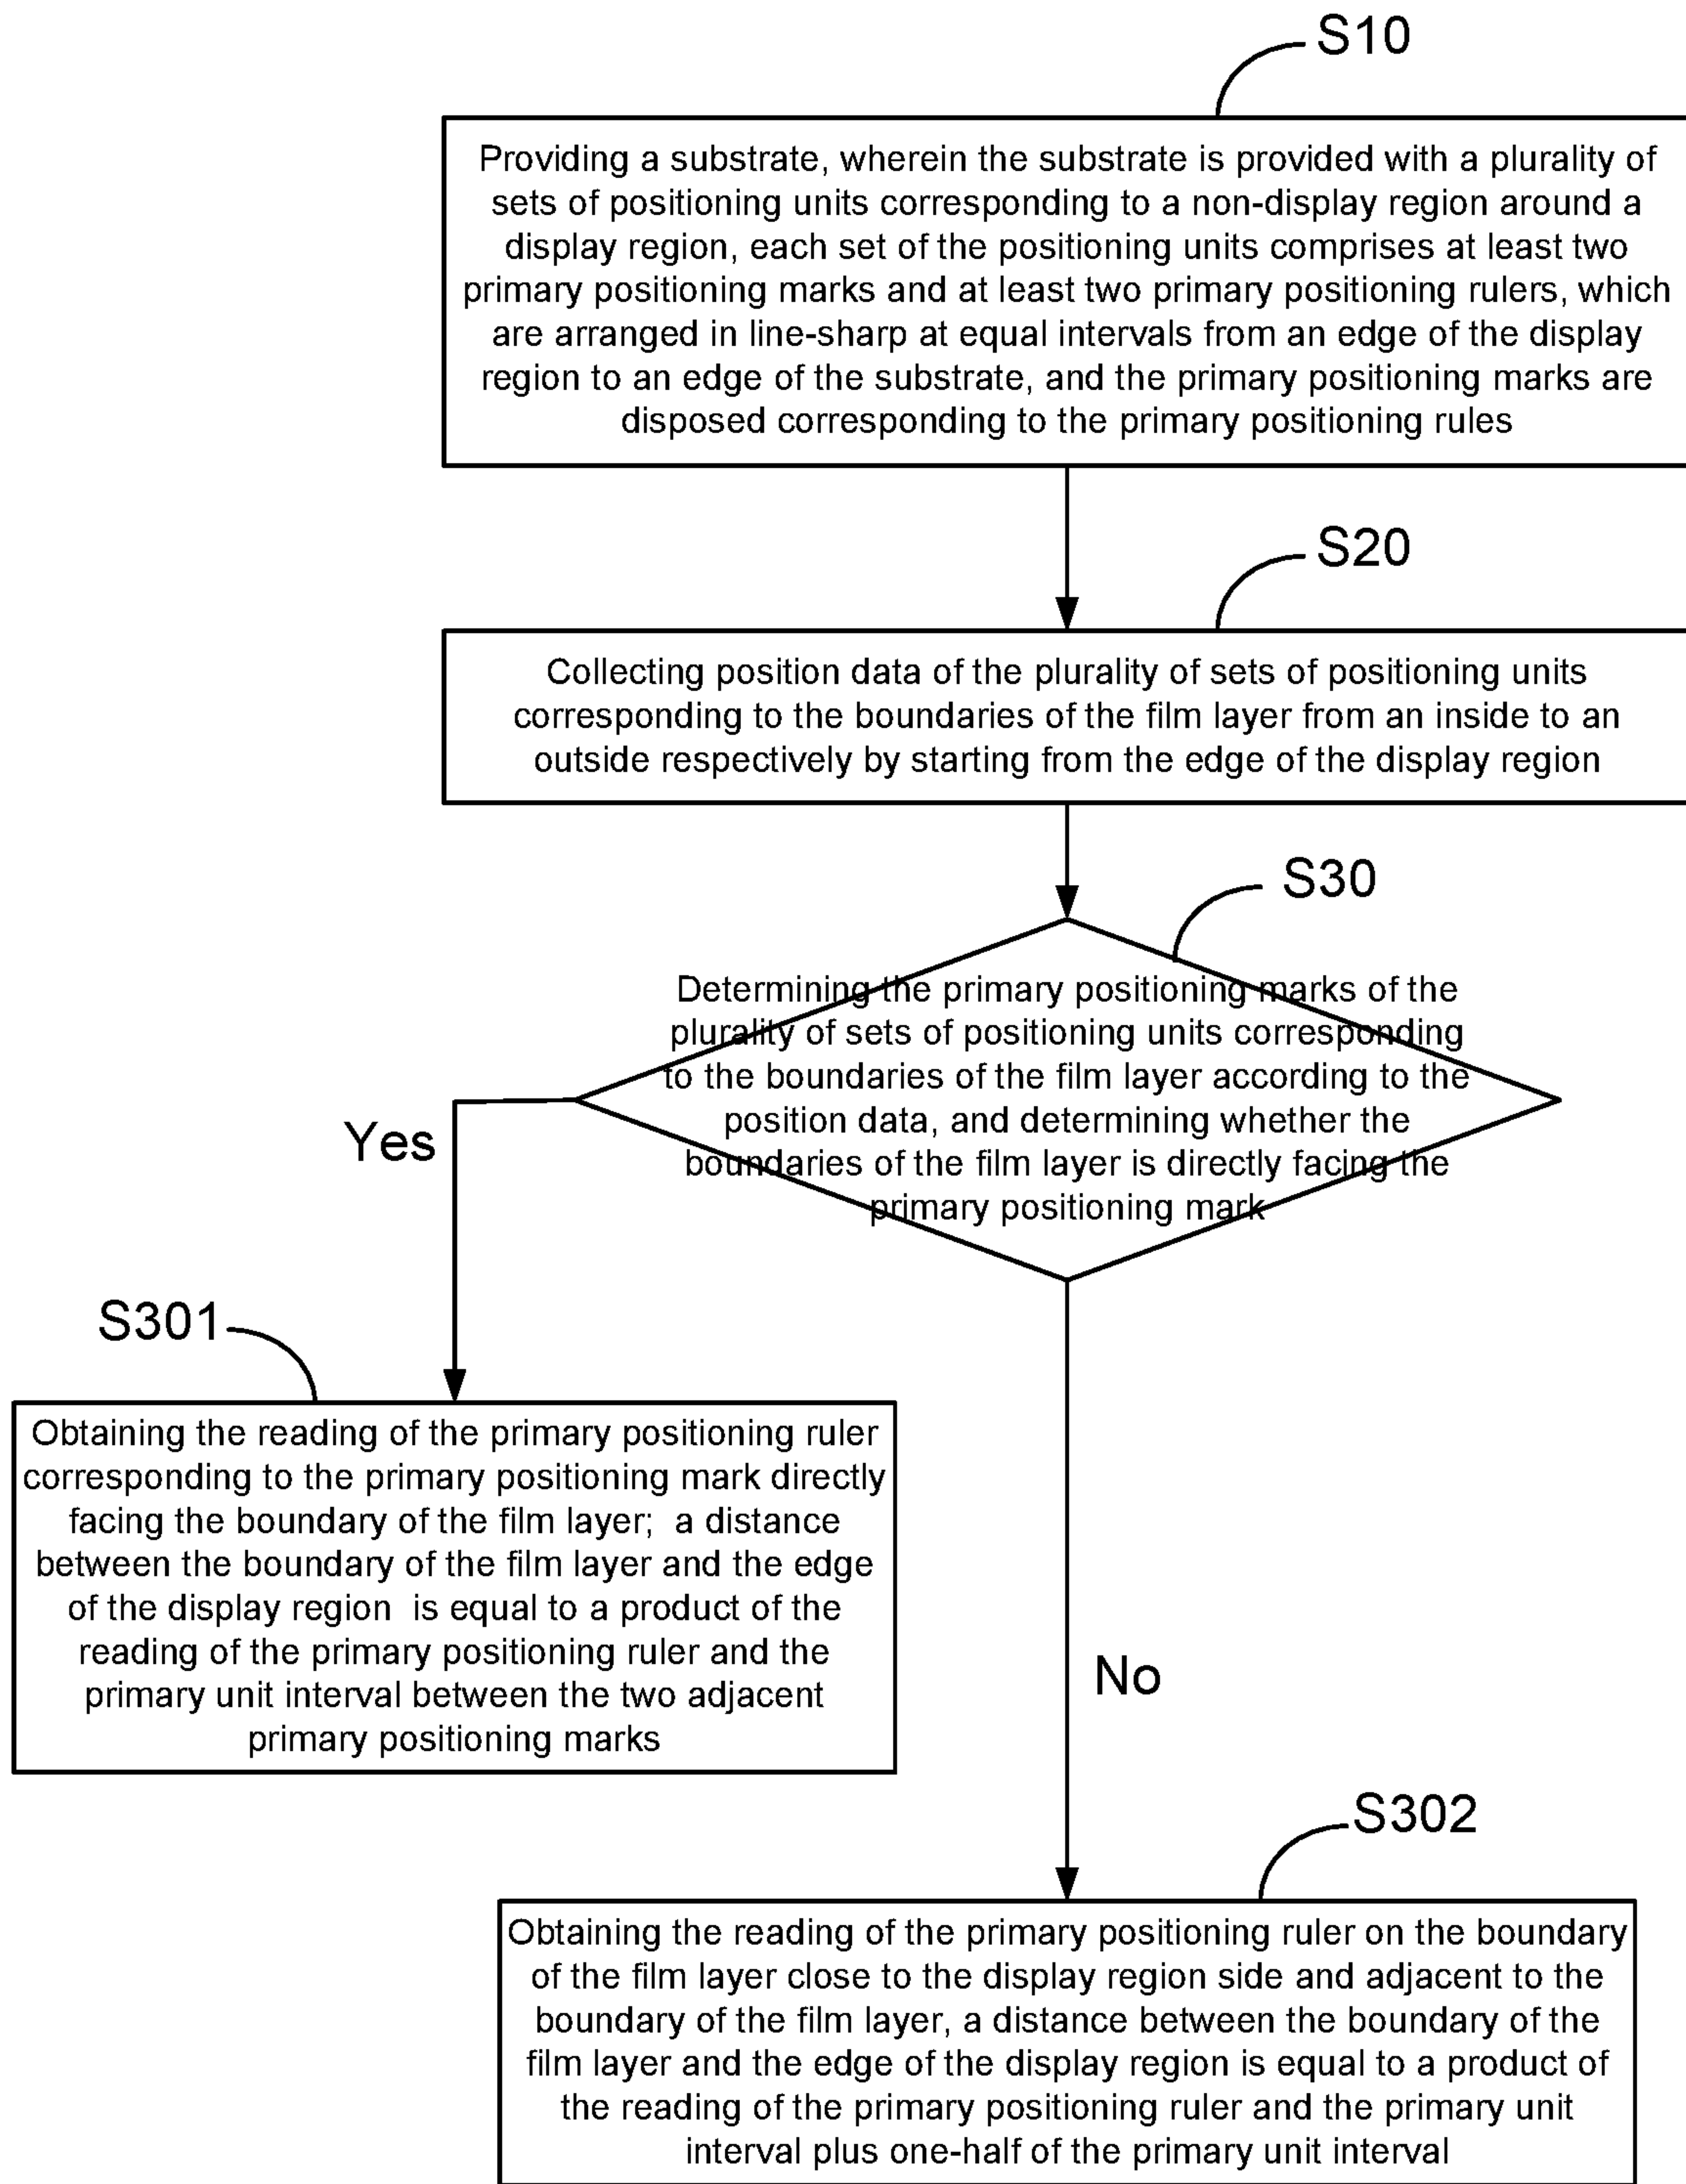 S10
Providing a substrate, wherein the substrate is provided with a plurality of
sets of positioning units corresponding to a non-display region around a
display region, each set of the positioning units comprises at least two
primary positioning marks and at least two primary positioning rulers, which
are arranged in line-sharp at equal intervals from an edge of the display
region to an edge of the substrate, and the primary positioning marks are
disposed corresponding to the primary positioning rules
S20
Collecting position data of the plurality of sets of positioning units
corresponding to the boundaries of the film layer from an inside to an
outside respectively by starting from the edge of the display region
S30
Determining the primary positioning marks of the
plurality of sets of positioning units corresponding
to the boundaries of the film layer according to the
position data, and determining whether the
boundaries of the film layer is directly facing the
primary positioning mark
Yes
S301
Obtaining the reading of the primary positioning ruler
corresponding to the primary positioning mark directly
facing the boundary of the film layer; a distance
between the boundary of the film layer and the edge
of the display region is equal to a product of the
reading of the primary positioning ruler and the
primary unit interval between the two adjacent
primary positioning marks
No
S302
Obtaining the reading of the primary positioning ruler on the boundary
of the film layer close to the display region side and adjacent to the
boundary of the film layer, a distance between the boundary of the
film layer and the edge of the display region is equal to a product of
the reading of the primary positioning ruler and the primary unit
interval plus one-half of the primary unit interval